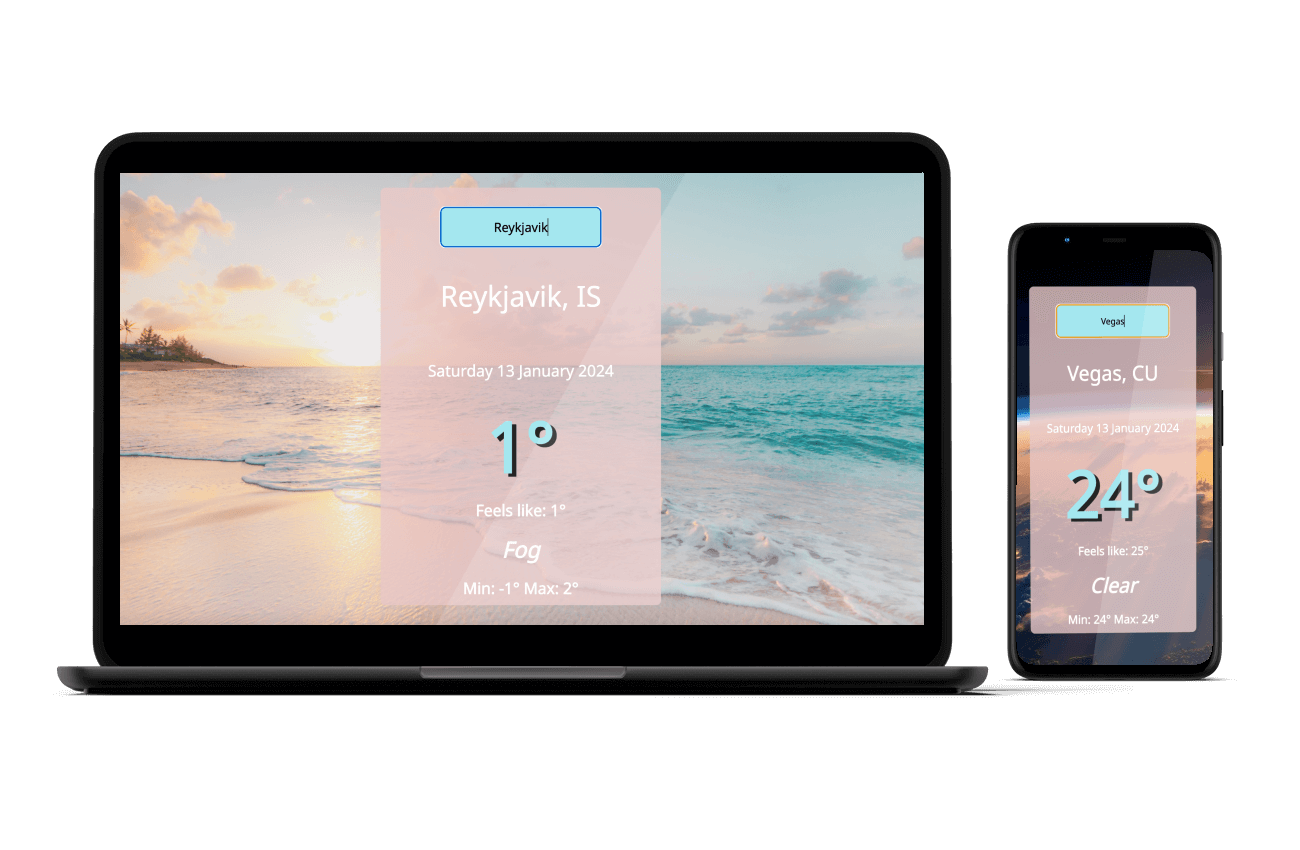 Reykjavik
Reykjavik, IS
Saturday 13 January 2024
1°
Feels like: 1°
Fog
Min: -1° Max: 2°
Vegas
Vegas, CU
Saturday 13 January 2024
24°
Feels like: 25°
Clear
Min: 24° Max: 24°